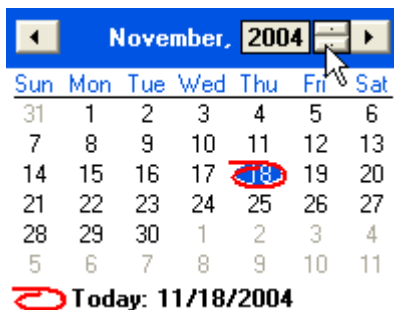 November, 2004
Sun Mon Tue Wed Thu Fri Sat
31 1 2 3 4 5 6
7 8 9 10 11 12 13
14 15 16 17 18 19 20
21 22 23 24 25 26 27
28 29 30 1 2 3 4
5 6 7 8 9 10 11
Today: 11/18/2004